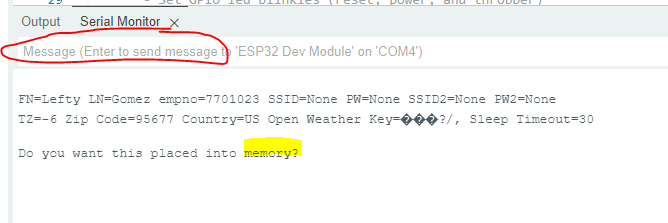 29
Set GPIO led blinkies (reset, power, and throbber)
Output Serial Monitor ×
Message (Enter to send message to 'ESP32 Dev Module' on 'COM4')
FN=Lefty LN=Gomez empno=7701023 SSID=None PW=None SSID2=None PW2=None
TZ=-6 Zip Code=95677 Country=US Open Weather Key=���?/, Sleep Timeout=30
Do you want this placed into memory?